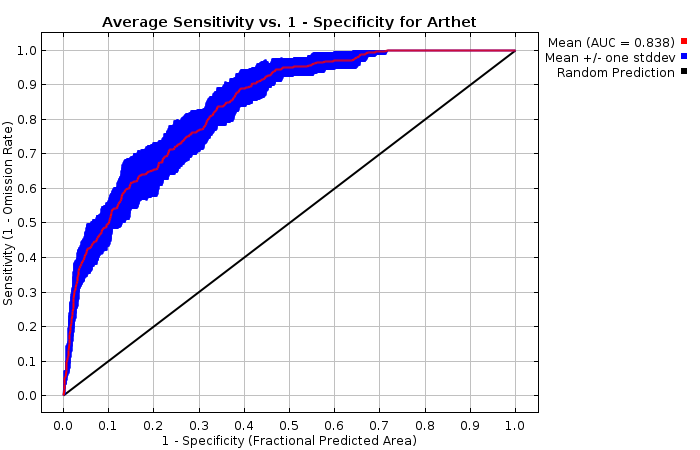 Average Sensitivity vs. 1 - Specificity for Arthet
Mean (AUC = 0.838)
Mean +/- one stddev
Random Prediction
Sensitivity (1 - Omission Rate)
1.0
0.9
0.8
0.7
0.6
0.5
0.4
0.3
0.2
0.1
0.0
0.0 0.1 0.2 0.3 0.4 0.5 0.6 0.7 0.8 0.9 1.0
1 - Specificity (Fractional Predicted Area)